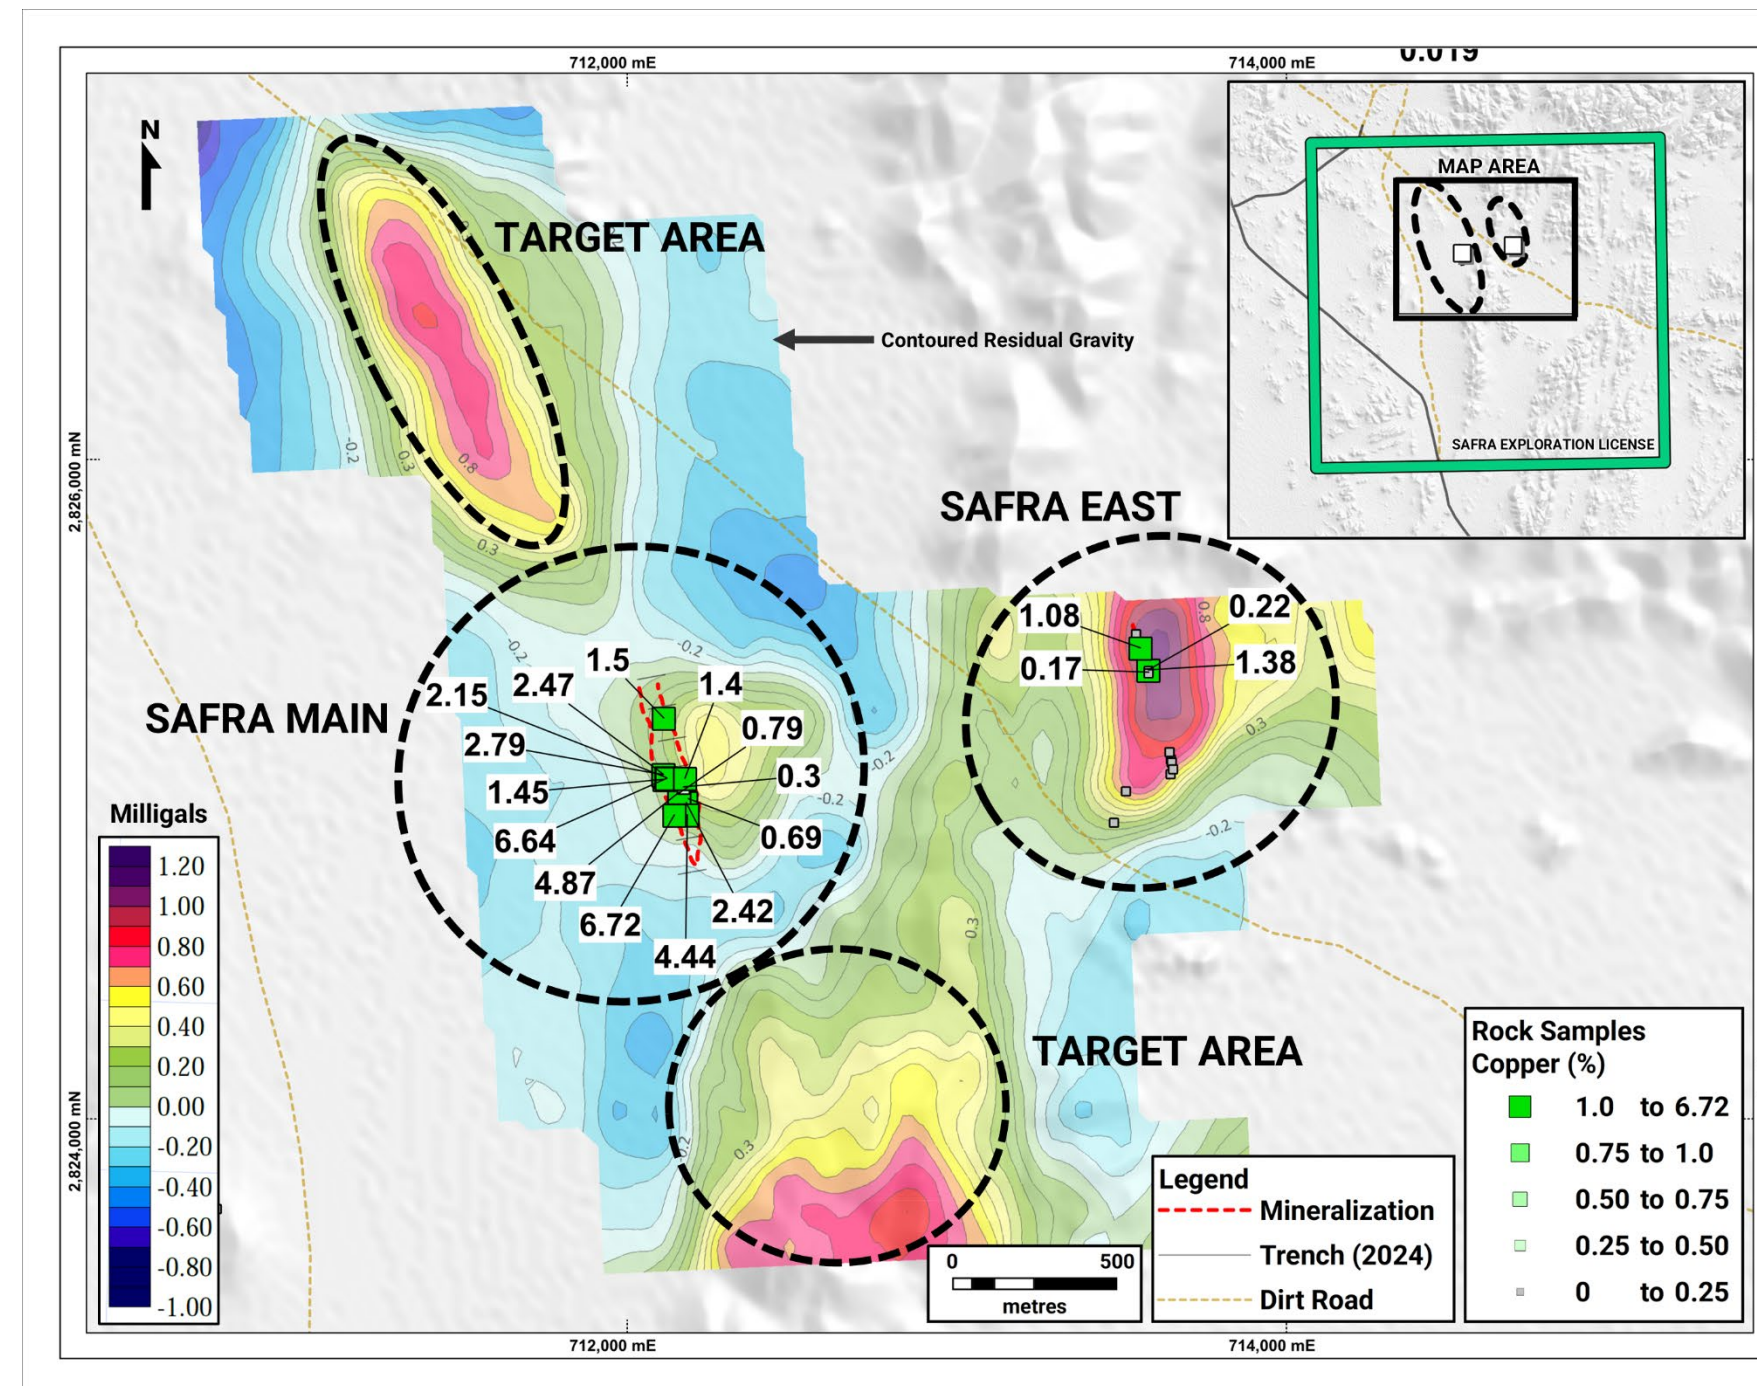 712,000 mE
714,000 mE
0.019
N
MAP AREA
SAFRA EXPLORATION LICENSE
TARGET AREA
Contoured Residual Gravity
2,826,000 mN
-0.2
0.3
0.8
0.3
SAFRA EAST
1.08
0.22
0.8
0.17
1.38
0.3
-0.2
SAFRA MAIN
-0.2
-0.2
1.5
2.15
2.47
1.4
2.79
0.79
-0.2
1.45
0.3
-0.2
6.64
0.69
4.87
6.72
2.42
4.44
0.3
TARGET AREA
-0.2
0.3
Milligals
1.20
1.00
0.80
0.60
0.40
0.20
0.00
-0.20
-0.40
-0.60
-0.80
-1.00
2,824,000 mN
0 500
metres
Legend
Mineralization
Trench (2024)
Dirt Road
Rock Samples
Copper (%)
1.0 to 6.72
0.75 to 1.0
0.50 to 0.75
0.25 to 0.50
0 to 0.25
712,000 mE
714,000 mE